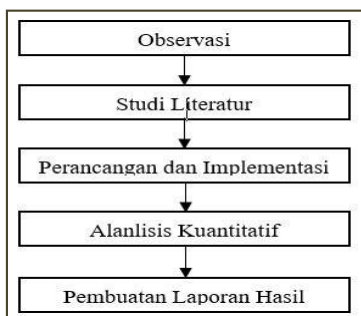 Observasi
Studi Literatur
Perancangan dan Implementasi
Alanlisis Kuantitatif
Pembuatan Laporan Hasil